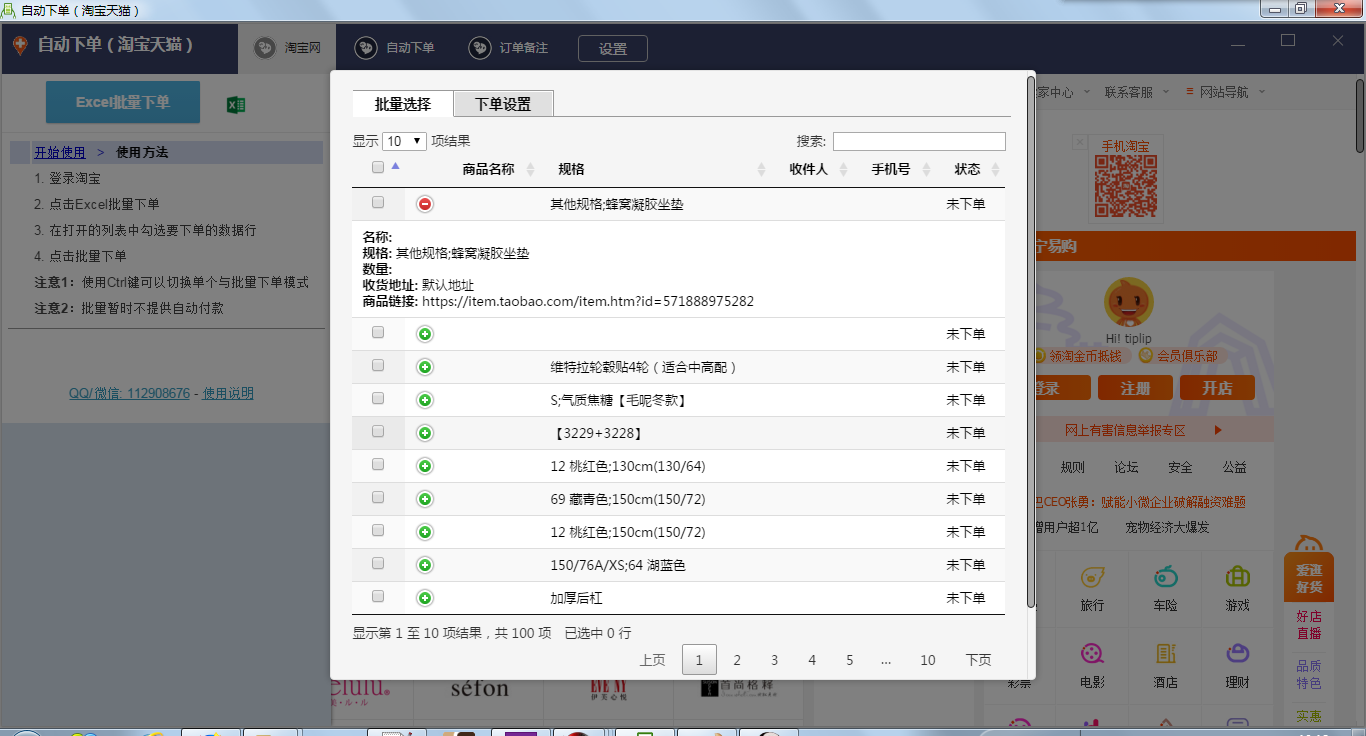 自动下单（淘宝天猫）
自动下单（淘宝天猫）
淘宝网
自动下单
订单备注
设置
Excel批量下单
开始使用 > 使用方法
1. 登录淘宝
2. 点击Excel批量下单
3. 在打开的列表中勾选要下单的数据行
4. 点击批量下单
注意1：使用Ctrl键可以切换单个与批量下单模式
注意2：批量暂时不提供自动付款
QQ/微信: 112908676 - 使用说明
批量选择
下单设置
显示 10 项结果
搜索:
商品名称 规格 收件人 手机号 状态
其他规格;蜂窝凝胶坐垫 未下单
名称:
规格: 其他规格;蜂窝凝胶坐垫
数量:
收货地址: 默认地址
商品链接: https://item.taobao.com/item.htm?id=571888975282
未下单
维特拉轮毂贴4轮（适合中高配） 未下单
S;气质焦糖【毛呢冬款】 未下单
【3229+3228】 未下单
12 桃红色;130cm(130/64) 未下单
69 藏青色;150cm(150/72) 未下单
12 桃红色;150cm(150/72) 未下单
150/76A/XS;64 湖蓝色 未下单
加厚后杠 未下单
显示第 1 至 10 项结果，共 100 项 已选中 0 行
上页 1 2 3 4 5 ... 10 下页
家中心 联系客服 网站导航
手机淘宝
宁易购
Hi! tiplip
领淘金币抵钱 会员俱乐部
登录 注册 开店
网上有害信息举报专区
规则 论坛 安全 公益
巴CEO张勇：赋能小微企业破解融资难题
增用户超1亿 宠物经济大爆发
旅行 车险 游戏
彩票 电影 酒店 理财
爱逛
好货
好店
直播
品质
特色
实惠
elulu.
美·ル·ル
séfon
EVE NY
伊芙心悦
首尚格释